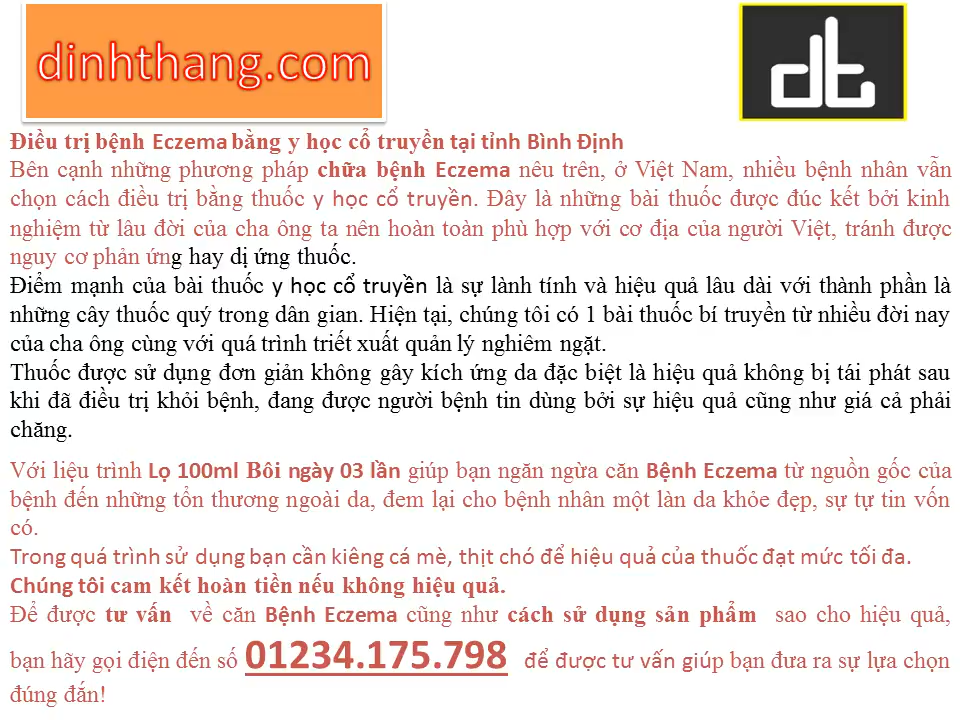 dinhthang.com
dt
Điều trị bệnh Eczema bằng y học cổ truyền tại tỉnh Bình Định
Bên cạnh những phương pháp chữa bệnh Eczema nêu trên, ở Việt Nam, nhiều bệnh nhân vẫn
chọn cách điều trị bằng thuốc y học cổ truyền. Đây là những bài thuốc được đúc kết bởi kinh
nghiệm từ lâu đời của cha ông ta nên hoàn toàn phù hợp với cơ địa của người Việt, tránh được
nguy cơ phản ứng hay dị ứng thuốc.
Điểm mạnh của bài thuốc y học cổ truyền là sự lành tính và hiệu quả lâu dài với thành phần là
những cây thuốc quý trong dân gian. Hiện tại, chúng tôi có 1 bài thuốc bí truyền từ nhiều đời nay
của cha ông cùng với quá trình triết xuất quản lý nghiêm ngặt.
Thuốc được sử dụng đơn giản không gây kích ứng da đặc biệt là hiệu quả không bị tái phát sau
khi đã điều trị khỏi bệnh, đang được người bệnh tin dùng bởi sự hiệu quả cũng như giá cả phải
chăng.
Với liệu trình Lọ 100ml Bôi ngày 03 lần giúp bạn ngăn ngừa căn Bệnh Eczema từ nguồn gốc của
bệnh đến những tổn thương ngoài da, đem lại cho bệnh nhân một làn da khỏe đẹp, sự tự tin vốn
có.
Trong quá trình sử dụng bạn cần kiêng cá mè, thịt chó để hiệu quả của thuốc đạt mức tối đa.
Chúng tôi cam kết hoàn tiền nếu không hiệu quả.
Để được tư vấn về căn Bệnh Eczema cũng như cách sử dụng sản phẩm sao cho hiệu quả,
bạn hãy gọi điện đến số 01234.175.798 để được tư vấn giúp bạn đưa ra sự lựa chọn
đúng đắn!